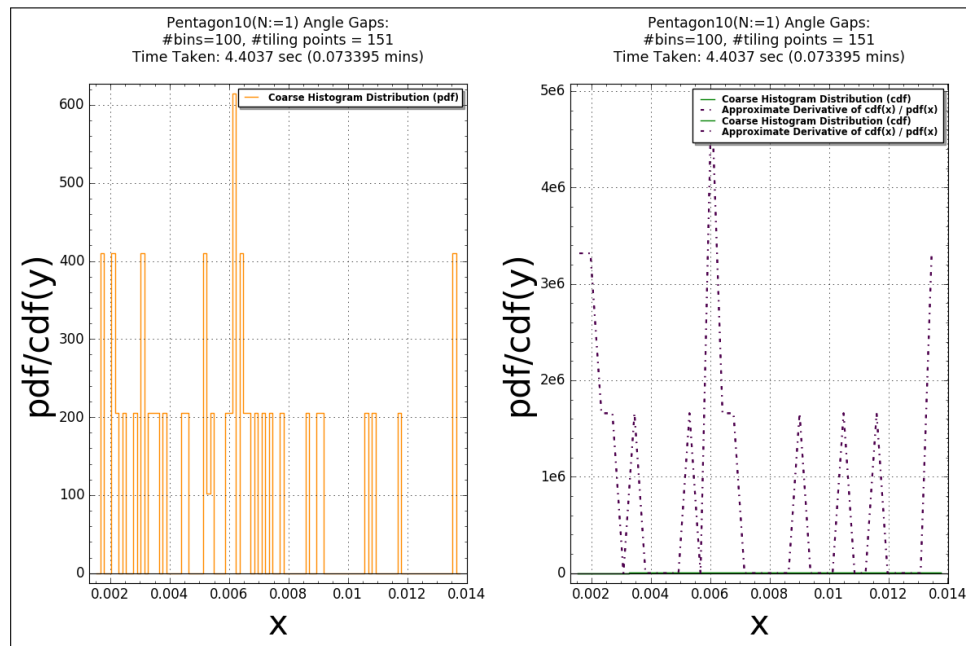 Pentagon10(N:=1) Angle Gaps:
#bins=100, #tiling points = 151
Time Taken: 4.4037 sec (0.073395 mins)
Coarse Histogram Distribution (pdf)
600
500
400
300
200
100
0
pdf/cdf(y)
0.002 0.004 0.006 0.008 0.01 0.012 0.014
x
Pentagon10(N:=1) Angle Gaps:
#bins=100, #tiling points = 151
Time Taken: 4.4037 sec (0.073395 mins)
Coarse Histogram Distribution (cdf)
Approximate Derivative of cdf(x) / pdf(x)
Coarse Histogram Distribution (cdf)
Approximate Derivative of cdf(x) / pdf(x)
5e6
4e6
3e6
2e6
1e6
0
pdf/cdf(y)
0.002 0.004 0.006 0.008 0.01 0.012 0.014
x